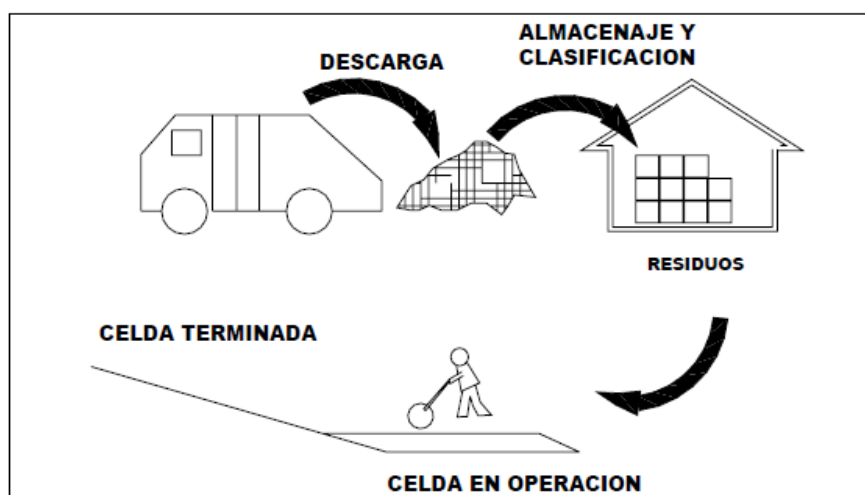 ALMACENAJE Y
CLASIFICACION
DESCARGA
RESIDUOS
CELDA TERMINADA
CELDA EN OPERACION